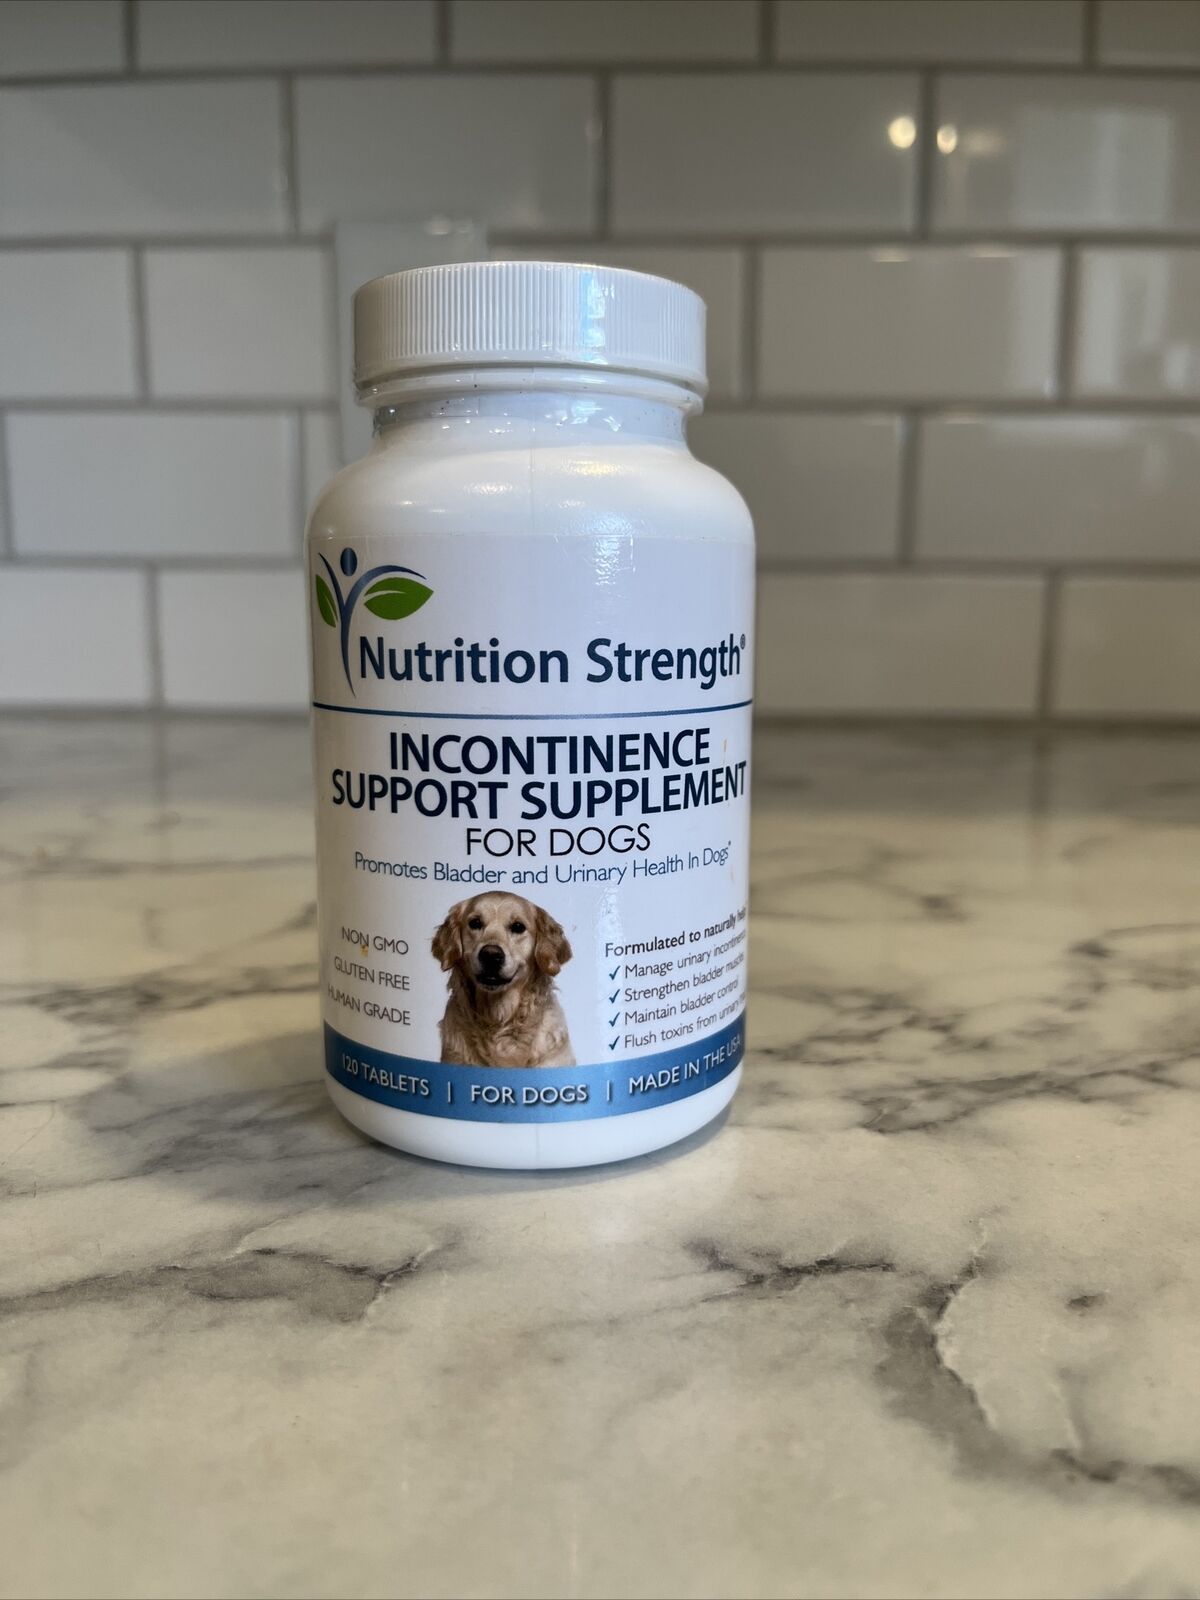 Nutrition Strength®
INCONTINENCE
SUPPORT SUPPLEMENT
FOR DOGS
Promotes Bladder and Urinary Health In Dogs*
NON GMO
GLUTEN FREE
HUMAN GRADE
Formulated to naturally
✓ Manage urinary
✓ Strengthen bladder
✓ Maintain bladder control
✓ Flush toxins from
120 TABLETS | FOR DOGS | MADE IN THE USA